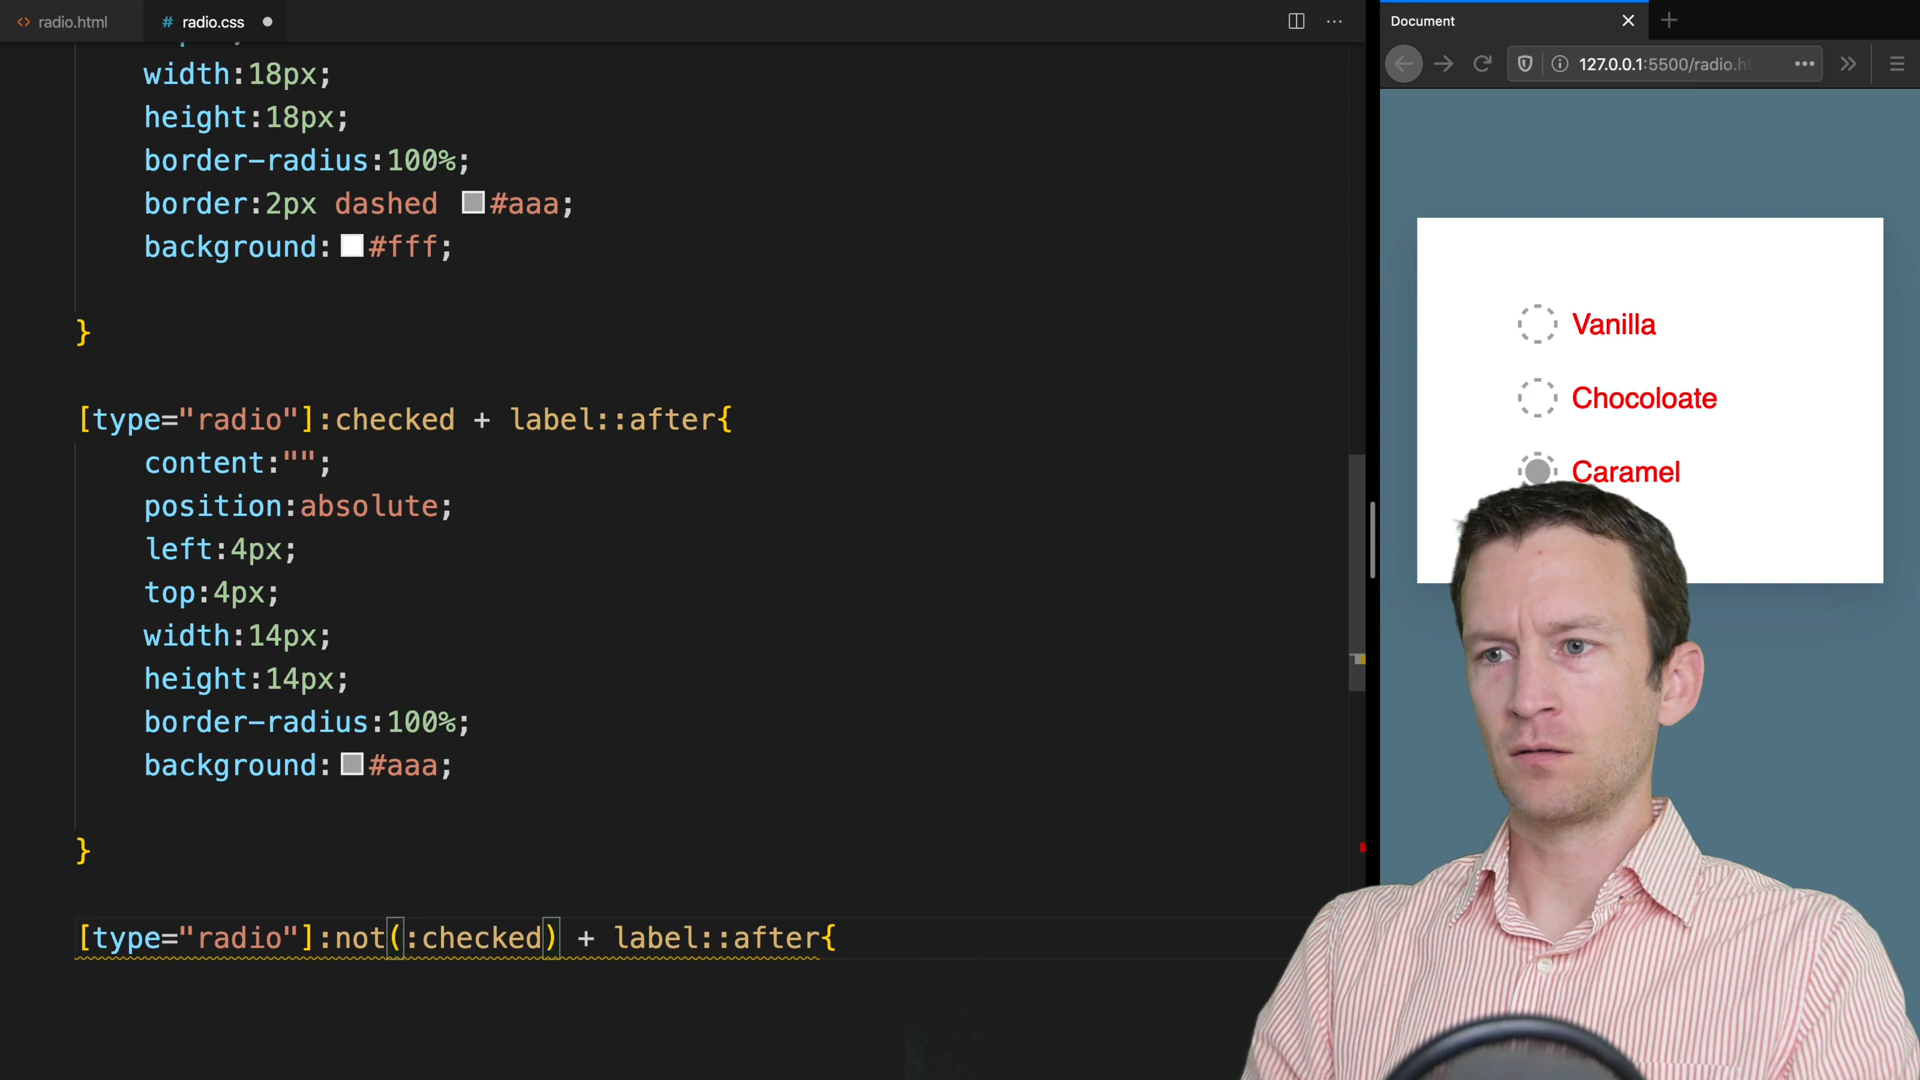 radio.html
# radio.css
width:18px;
height:18px;
border-radius:100%;
border:2px dashed #aaa;
background:#fff;
}
[type="radio"]:checked + label::after{
content:"";
position:absolute;
left:4px;
top:4px;
width:14px;
height:14px;
border-radius:100%;
background:#aaa;
}
[type="radio"]:not(:checked) + label::after{
Document
127.0.0.1:5500/radio.ht
Vanilla
Chocoloate
Caramel